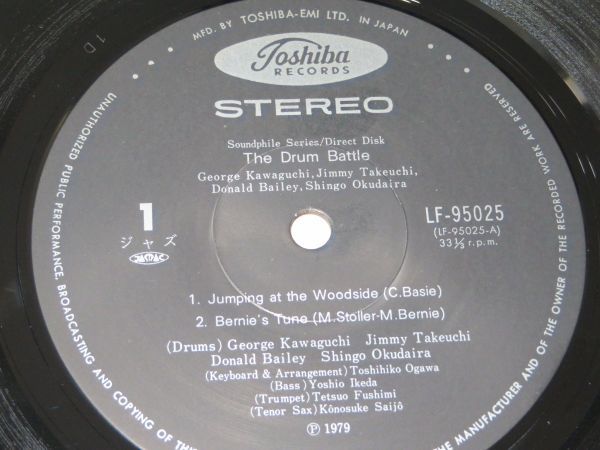 MFD. BY TOSHIBA-EMI LTD. IN JAPAN
Toshiba
RECORDS
STEREO
Soundphile Series/Direct Disk
The Drum Battle
George Kawaguchi, Jimmy Takeuchi,
Donald Bailey, Shingo Okudaira
1
ジャズ
LF-95025
(LF-95025-A)
33⅓ r.p.m.
1. Jumping at the Woodside (C.Basie)
2. Bernie's Tune (M.Stoller-M.Bernie)
(Drums) George Kawaguchi Jimmy Takeuchi
Donald Bailey Shingo Okudaira
(Keyboard & Arrangement) Toshihiko Ogawa
(Bass) Yoshio Ikeda
(Trumpet) Tetsuo Fushimi
(Tenor Sax) Kōnosuke Saijō
Ⓟ 1979
UNAUTHORIZED PUBLIC PERFORMANCE, BROADCASTING AND COPYING OF THIS
THE MANUFACTURER AND OF THE OWNER OF THE RECORDED WORK ARE RESERVED